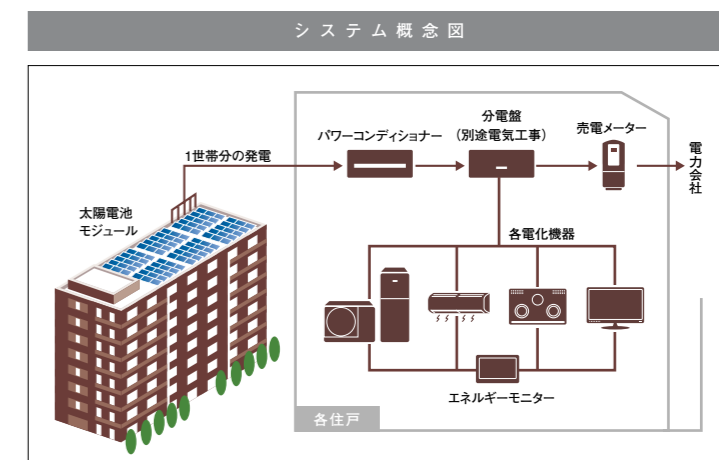 システム概念図
分電盤
（別途電気工事）
パワーコンディショナー
売電メーター
1世帯分の発電
電力会社
太陽電池
モジュール
各電化機器
エネルギーモニター
各住戸